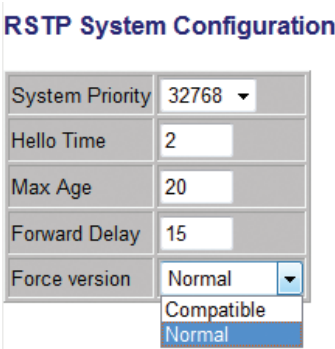 RSTP System Configuration
System Priority 32768
Hello Time 2
Max Age 20
Forward Delay 15
Force version Normal
Compatible
Normal